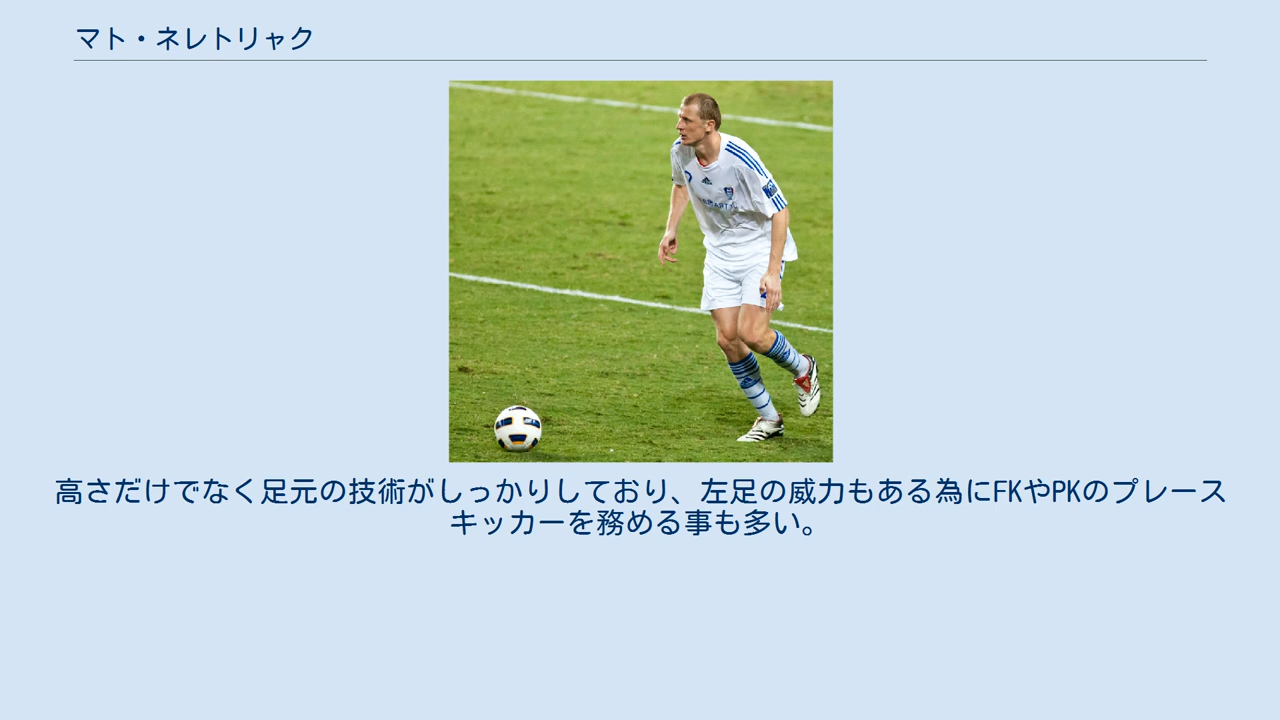 マト・ネレトリャク
高さだけでなく足元の技術がしっかりしており、左足の威力もある為にFKやPKのプレース
キッカーを務める事も多い。